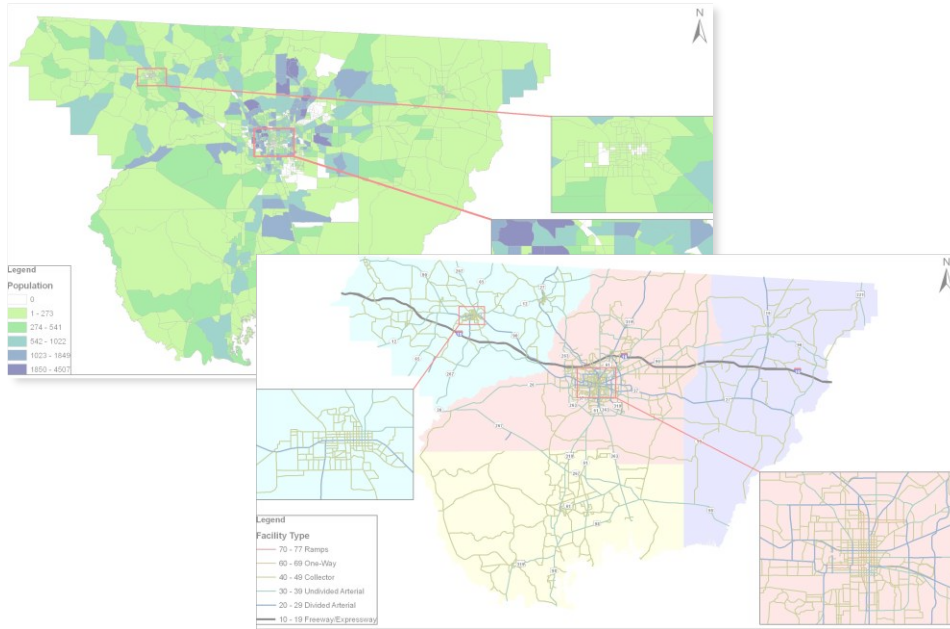 N
Legend
Population
0
1 - 273
274 - 541
542 - 1022
1023 - 1849
1850 - 4507
N
Legend
Facility Type
70 - 77 Ramps
60 - 69 One-Way
40 - 49 Collector
30 - 39 Undivided Arterial
20 - 29 Divided Arterial
10 - 19 Freeway/Expressway